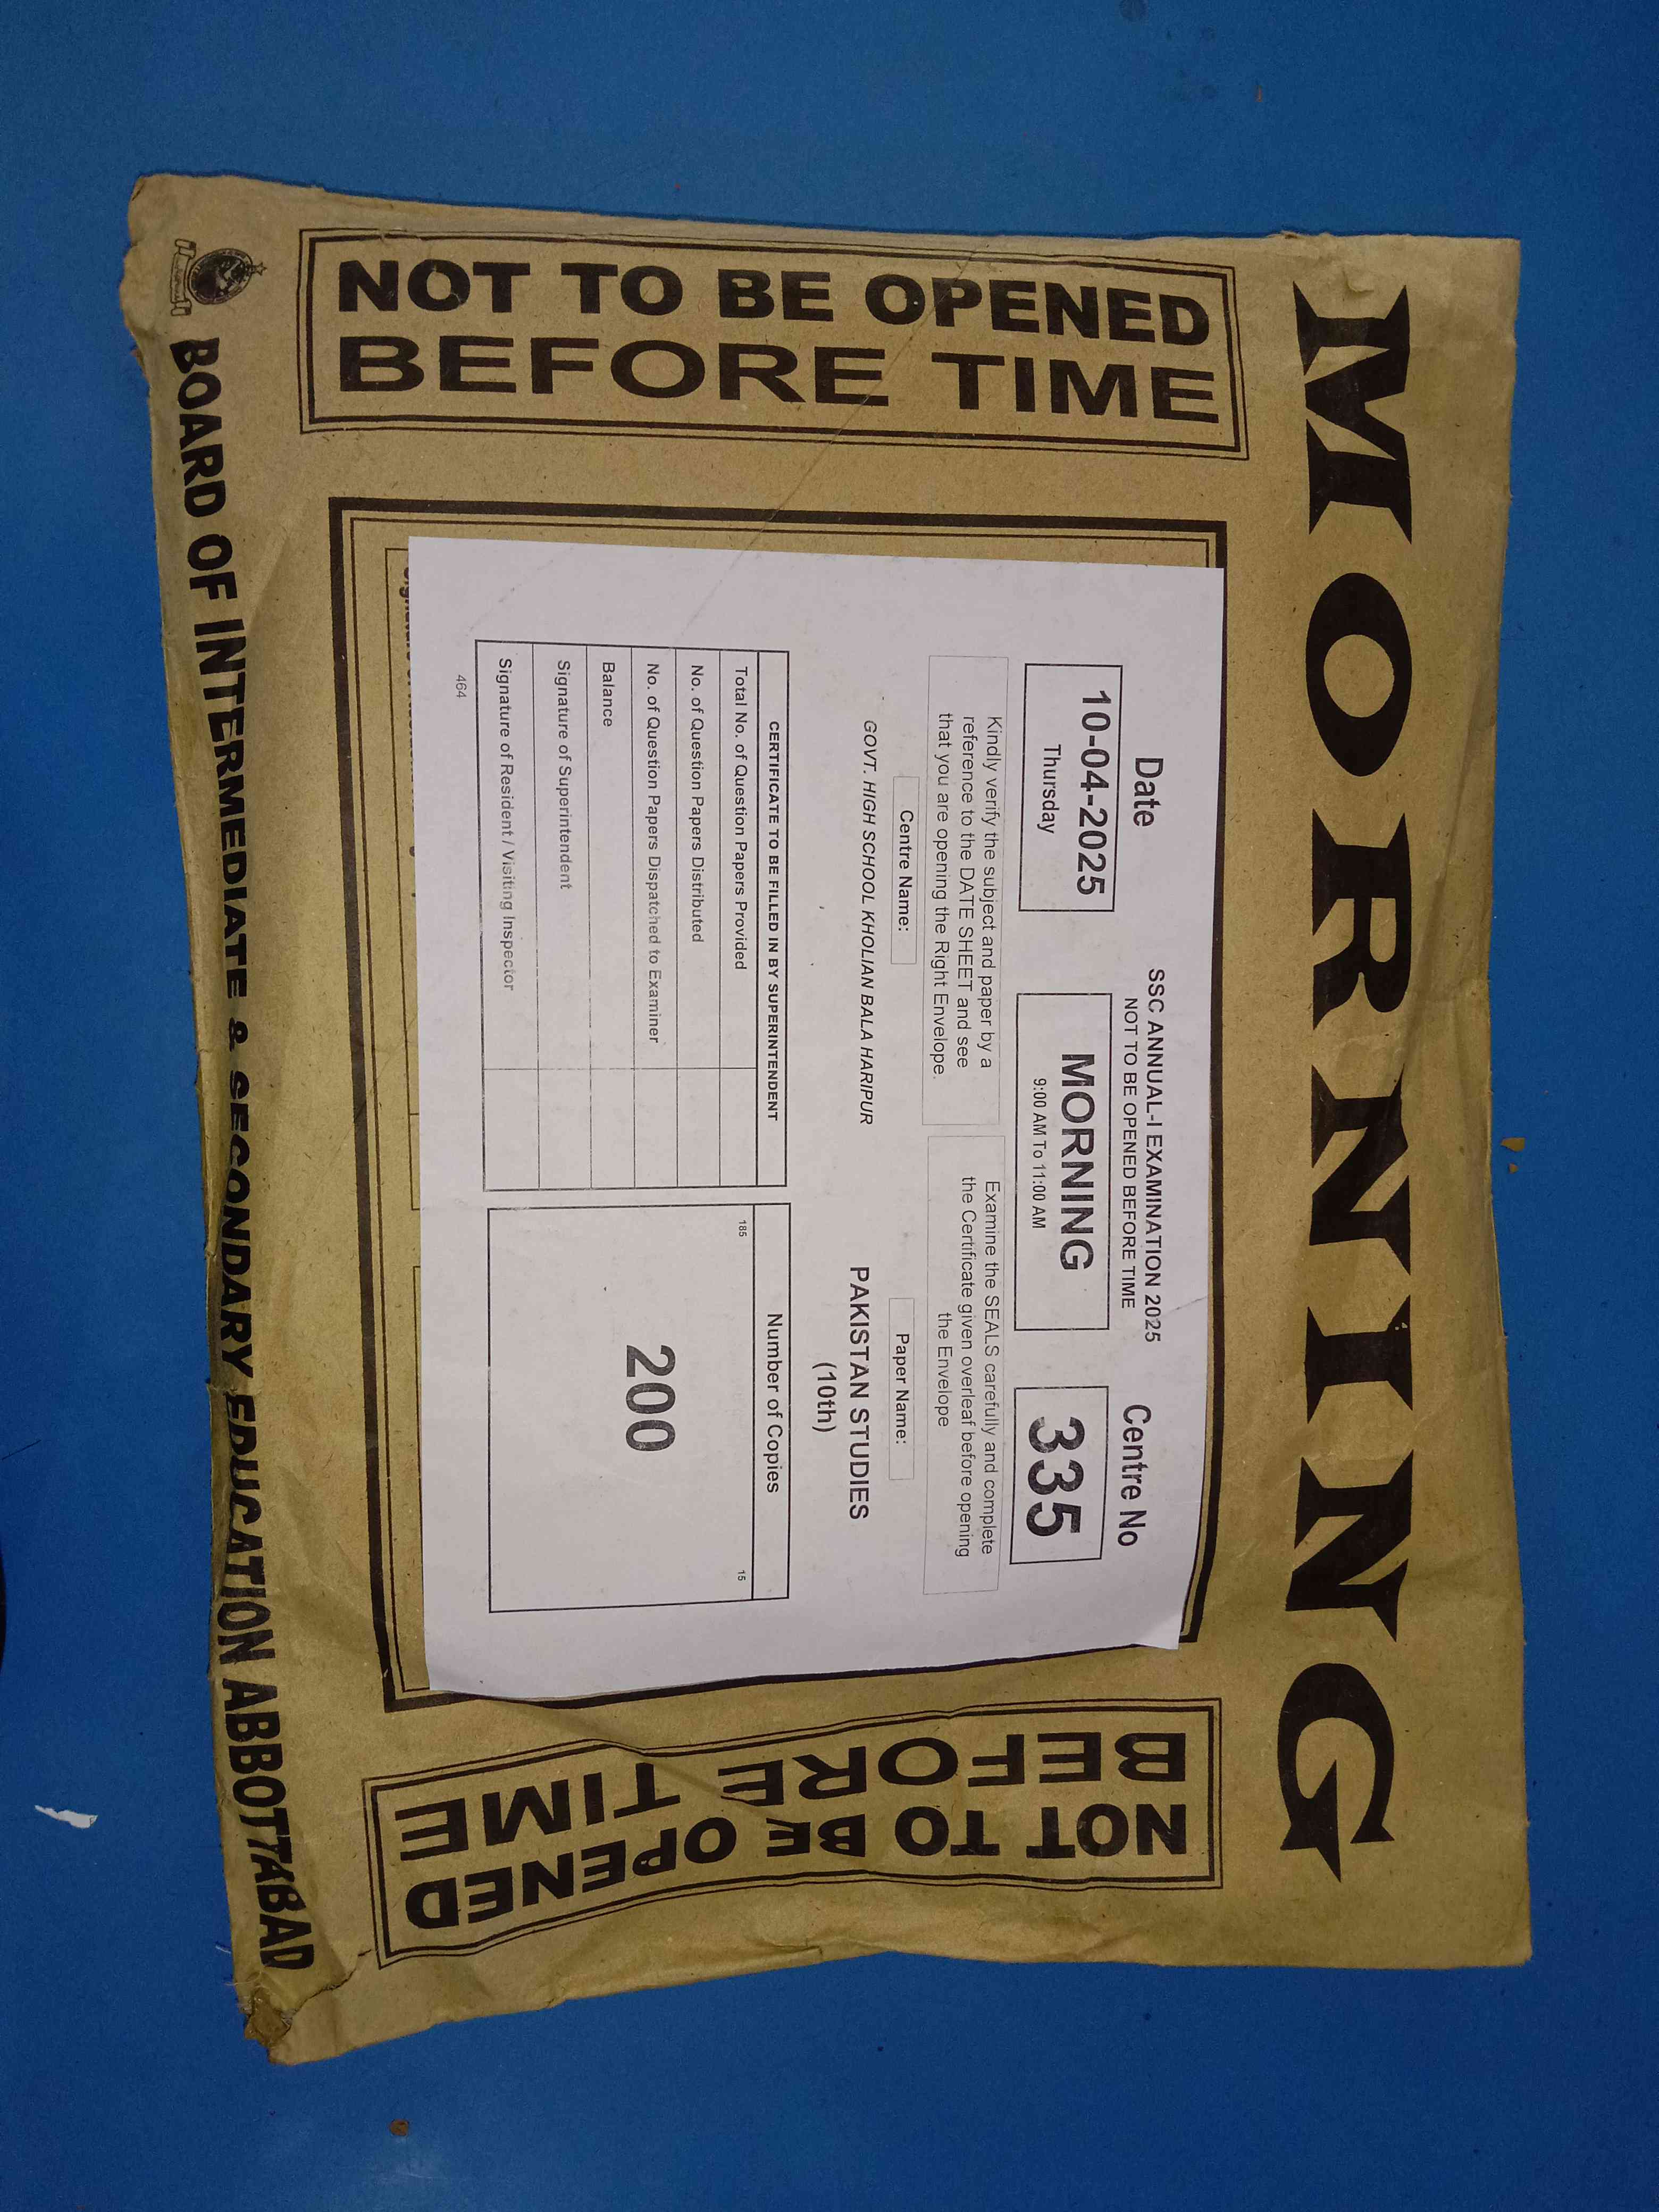 MORNING
NOT TO BE OPENED
BEFORE TIME
Date
SSC ANNUAL-I EXAMINATION 2025
NOT TO BE OPENED BEFORE TIME
Centre No
10-04-2025
Thursday
MORNING
9:00 AM To 11:00 AM
335
Kindly verify the subject and paper by a
reference to the DATE SHEET and see
that you are opening the Right Envelope.
Examine the SEALS carefully and complete
the Certificate given overleaf before opening
the Envelope
Centre Name:
Paper Name:
GOVT. HIGH SCHOOL KHOLIAN BALA HARIPUR
PAKISTAN STUDIES
(10th)
CERTIFICATE TO BE FILLED IN BY SUPERINTENDENT
Total No. of Question Papers Provided
No. of Question Papers Distributed
No. of Question Papers Dispatched to Examiner
Balance
Signature of Superintendent
Signature of Resident / Visiting Inspector
Number of Copies
185
15
200
464
NOT TO BE OPENED
BEFORE TIME
BOARD OF INTERMEDIATE & SECONDARY EDUCATION ABBOTTABAD